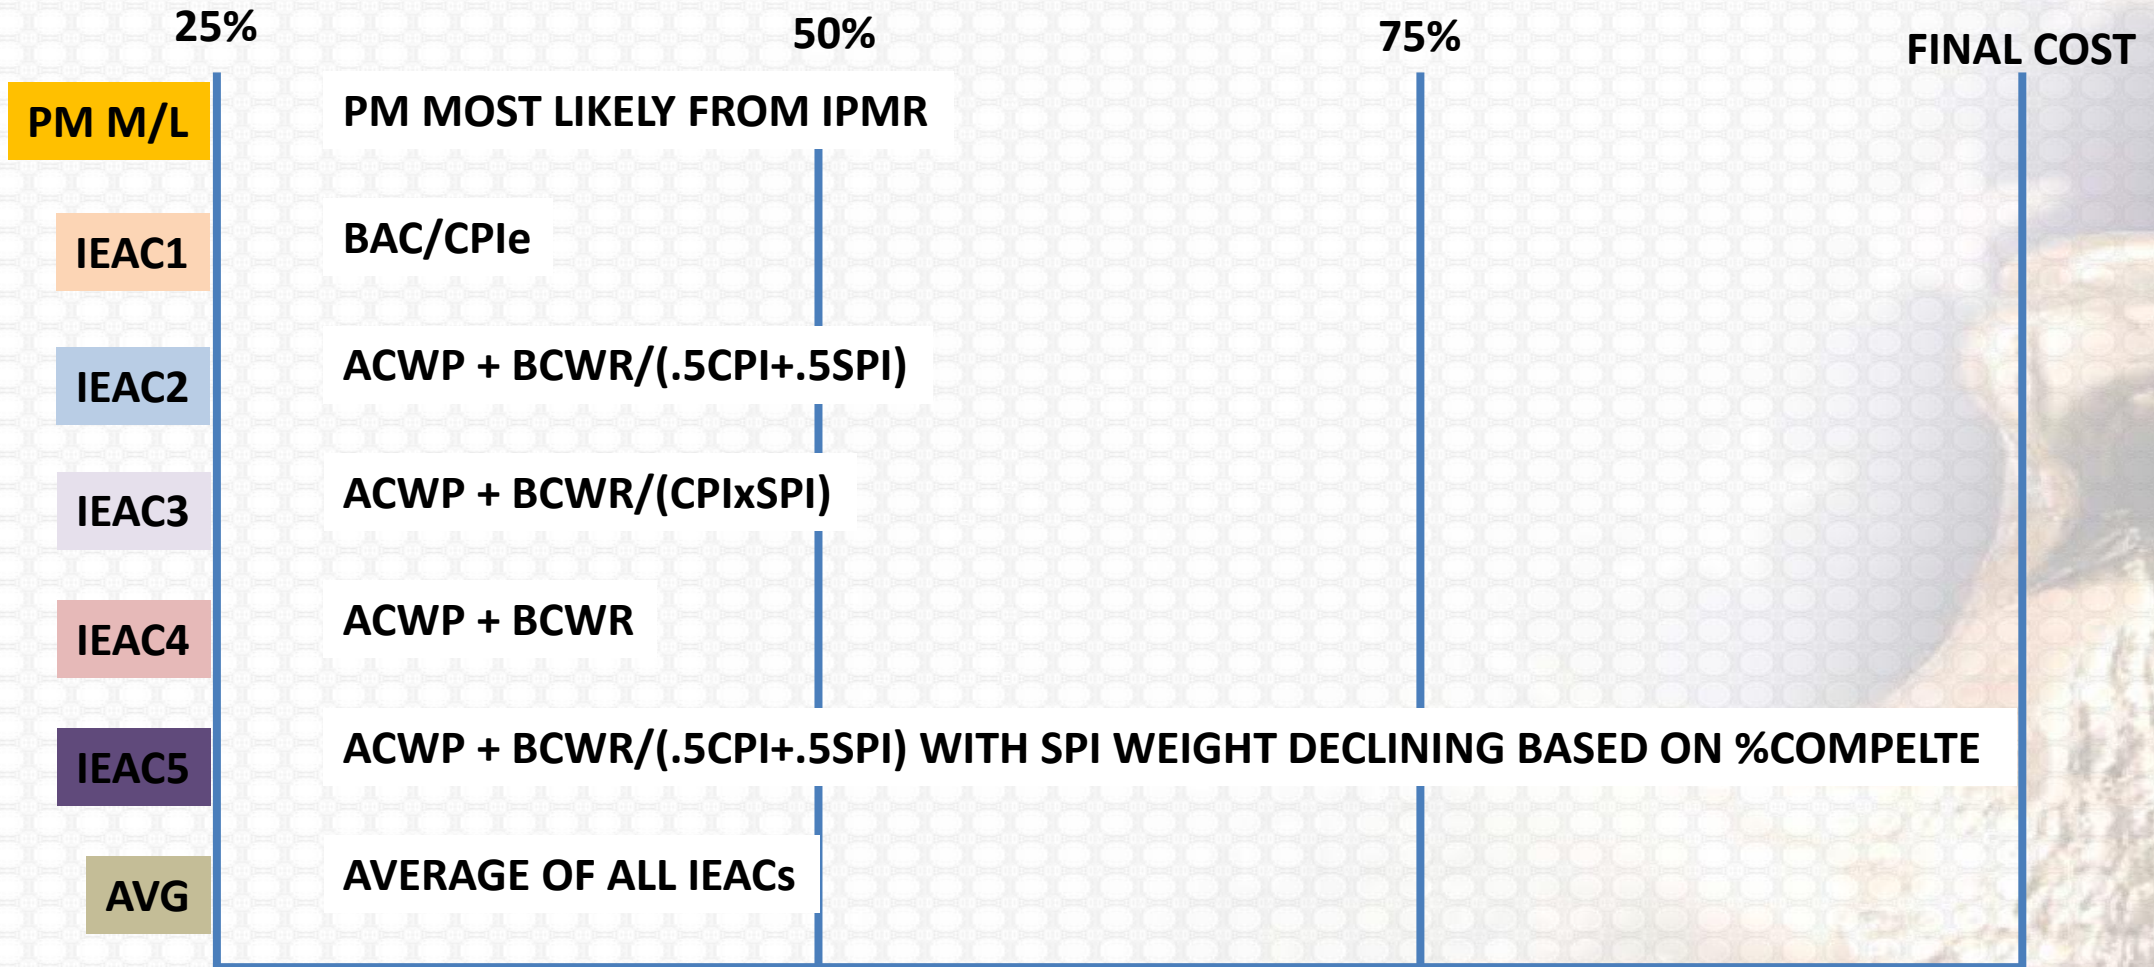 25%
50%
75%
FINAL COST
PM M/L
PM MOST LIKELY FROM IPMR
IEAC1
BAC/CPIe
IEAC2
ACWP + BCWR/(.5CPI+.5SPI)
IEAC3
ACWP + BCWR/(CPIxSPI)
IEAC4
ACWP + BCWR
IEAC5
ACWP + BCWR/(.5CPI+.5SPI) WITH SPI WEIGHT DECLINING BASED ON %COMPELTE
AVG
AVERAGE OF ALL IEACs